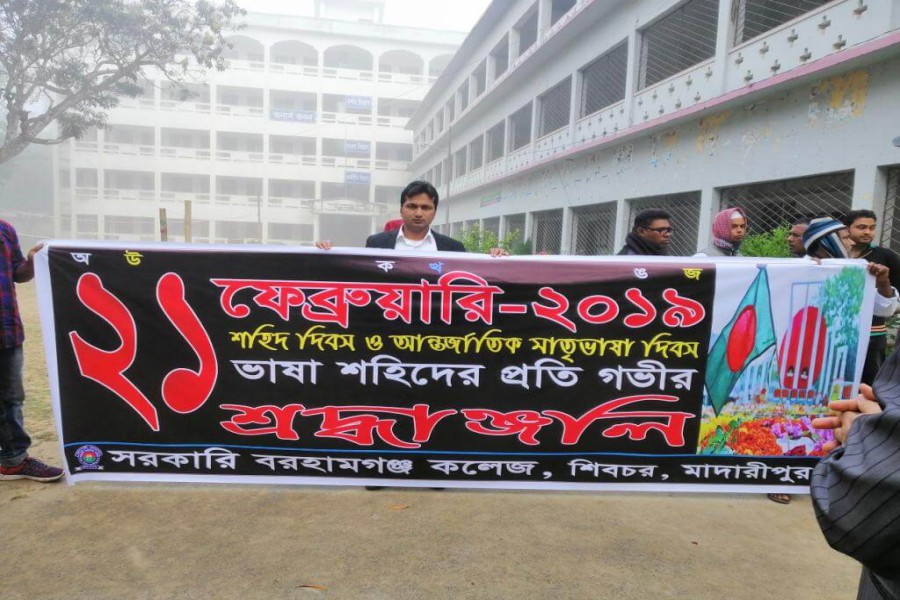 অ উ ক খ ঙ জ
২১ ফেব্রুয়ারি-২০১৯
শহিদ দিবস ও আন্তর্জাতিক মাতৃভাষা দিবস
ভাষা শহিদের প্রতি গভীর
শ্রদ্ধাঞ্জলি
সরকারি বরহামগঞ্জ কলেজ, শিবচর, মাদারীপুর